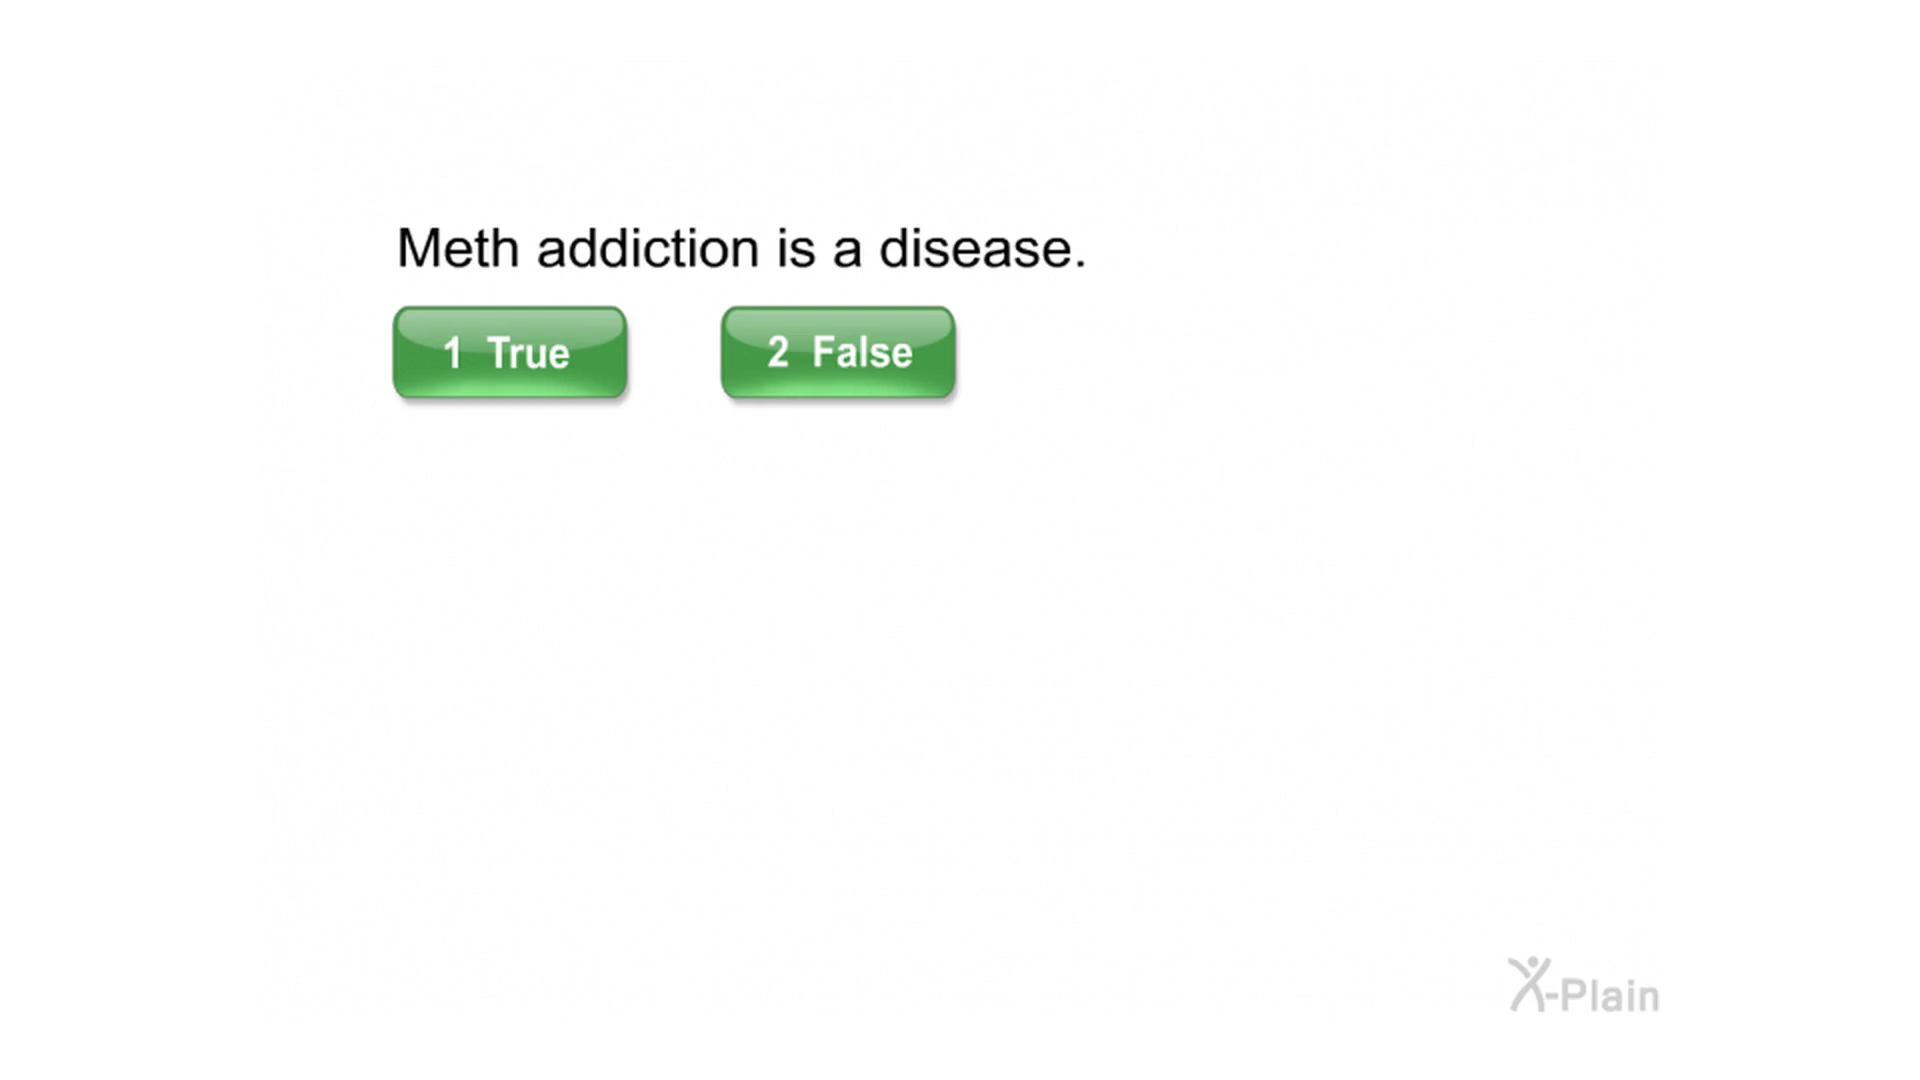 Meth addiction is a disease.
1 True 2 False
X-Plain